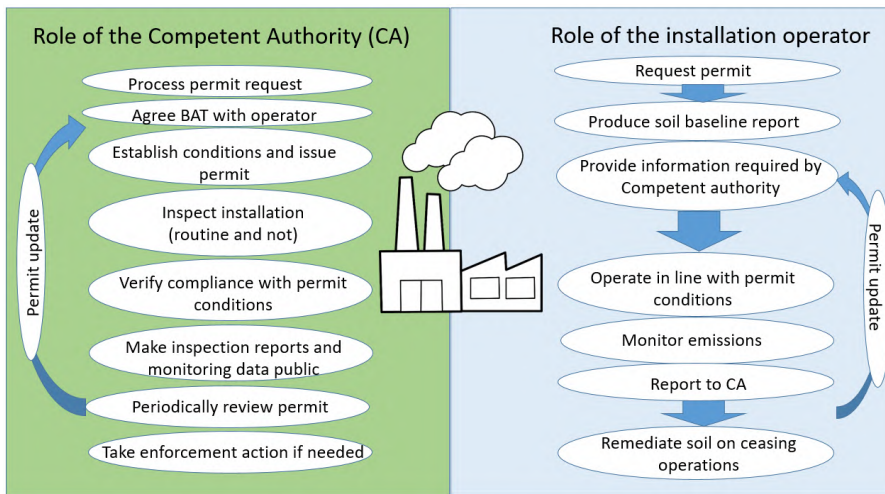 Role of the Competent Authority (CA)
Process permit request
Agree BAT with operator
Establish conditions and issue
permit
Inspect installation
(routine and not)
Verify compliance with permit
conditions
Make inspection reports and
monitoring data public
Periodically review permit
Take enforcement action if needed
Permit update
Role of the installation operator
Request permit
Produce soil baseline report
Provide information required by
Competent authority
Operate in line with permit
conditions
Monitor emissions
Report to CA
Remediate soil on ceasing
operations
Permit update